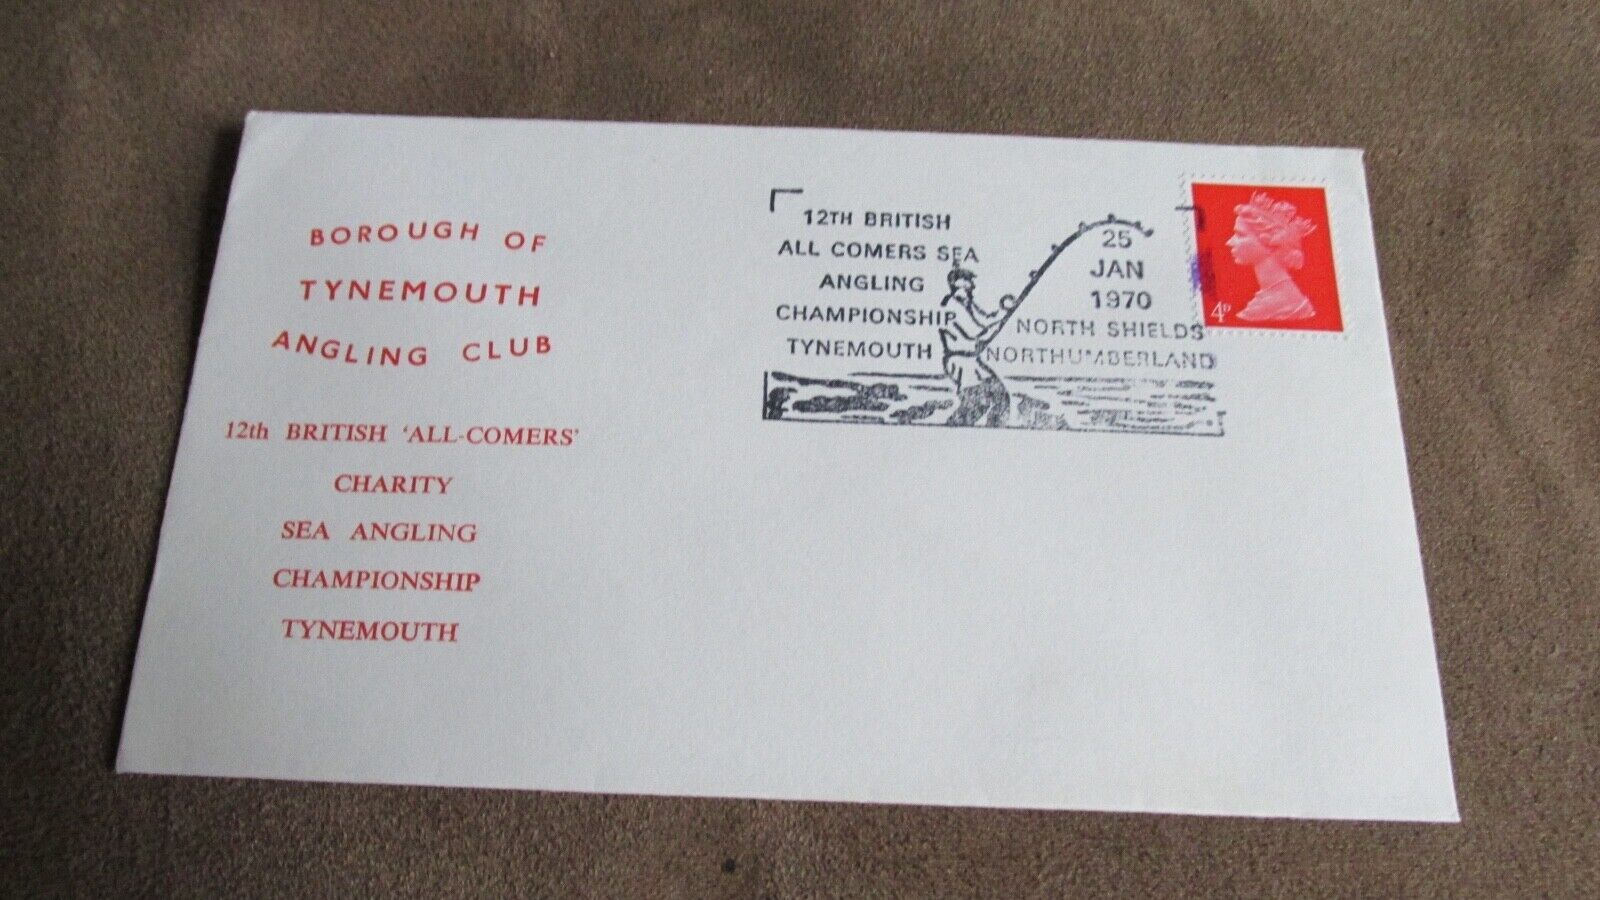 BOROUGH OF
TYNEMOUTH
ANGLING CLUB
12th BRITISH ‘ALL-COMERS’
CHARITY
SEA ANGLING
CHAMPIONSHIP
TYNEMOUTH
12TH BRITISH
ALL COMERS SEA
ANGLING
CHAMPIONSHIP
TYNEMOUTH
25
JAN
1970
NORTH SHIELDS
NORTHUMBERLAND
4D